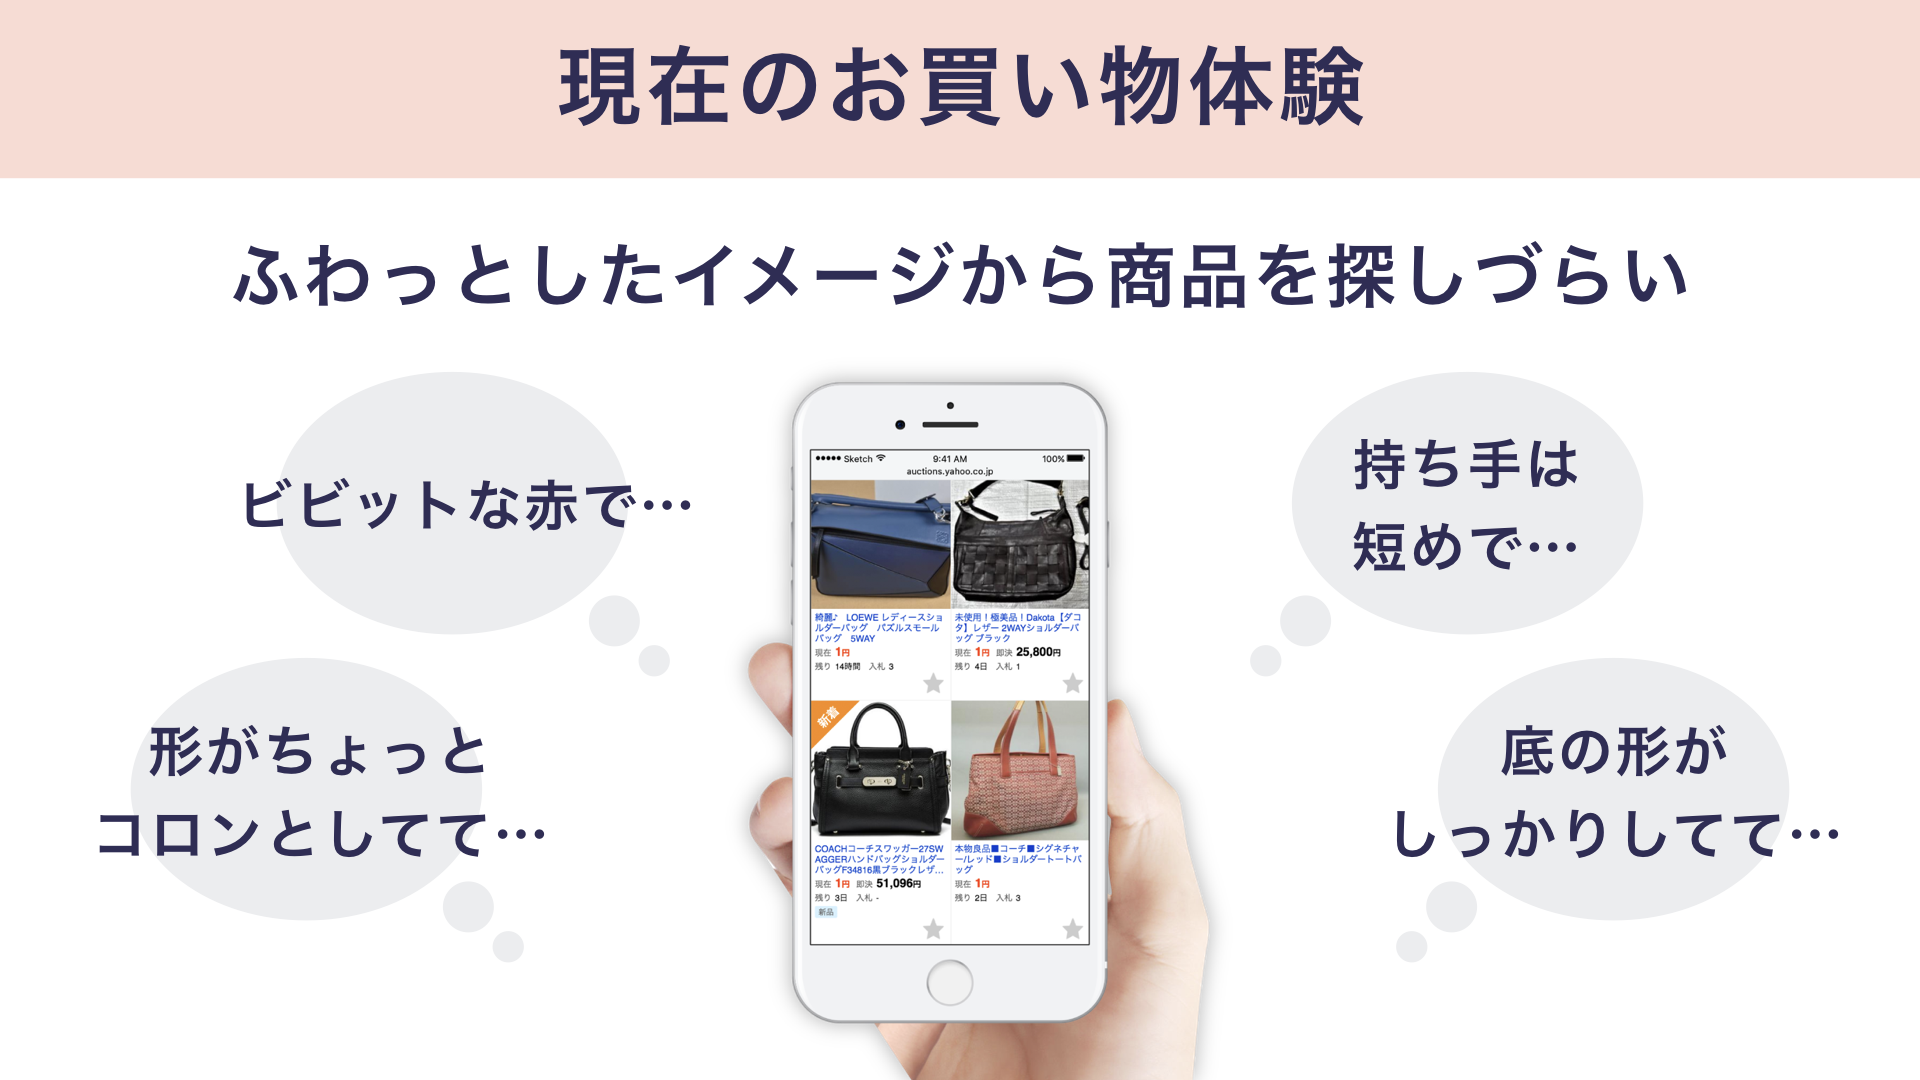 現在のお買い物体験
ふわっとしたイメージから商品を探しづらい
ビビットな赤で…
形がちょっと
コロンとしてて…
持ち手は
短めで…
底の形が
しっかりしてて…
Sketch 9:41 AM 100%
auctions.yahoo.co.jp
綺麗♪ LOEWE レディースショ
ルダーバッグ パズルスモール
バッグ 5WAY
現在 1円
残り 14時間 入札 3
未使用！極美品！Dakota【ダコ
タ】レザー 2WAYショルダーバ
ッグ ブラック
現在 1円 即決 25,800円
残り 4日 入札 1
新着
COACHコーチスワッガー27SW
AGGERハンドバッグショルダー
バッグF34816黒ブラックレザ…
現在 1円 即決 51,096円
残り 3日 入札 -
新品
本物良品■コーチ■シグネチャ
ー/レッド■ショルダートートバ
ッグ
現在 1円
残り 2日 入札 3